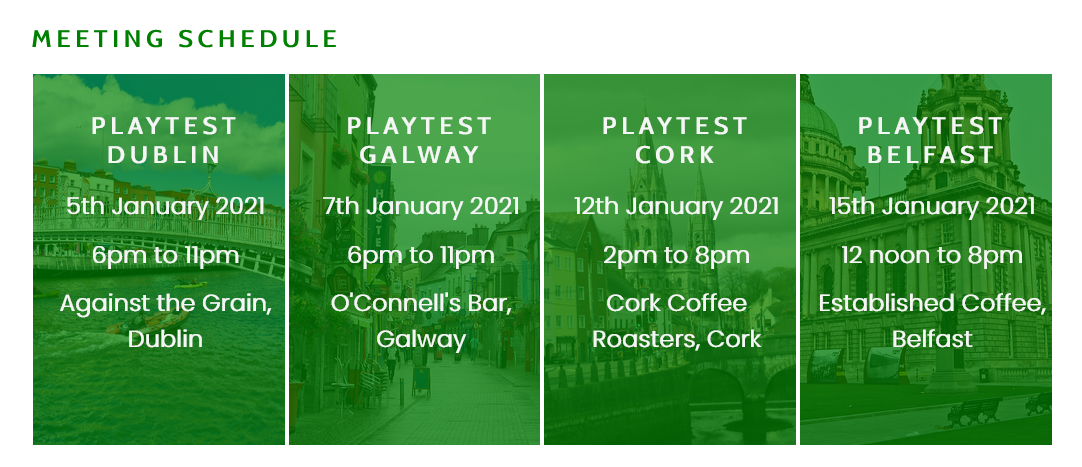 MEETING SCHEDULE
PLAYTEST
DUBLIN
5th January 2021
6pm to 11pm
Against the Grain,
Dublin
PLAYTEST
GALWAY
7th January 2021
6pm to 11pm
O'Connell's Bar,
Galway
PLAYTEST
CORK
12th January 2021
2pm to 8pm
Cork Coffee
Roasters, Cork
PLAYTEST
BELFAST
15th January 2021
12 noon to 8pm
Established Coffee,
Belfast